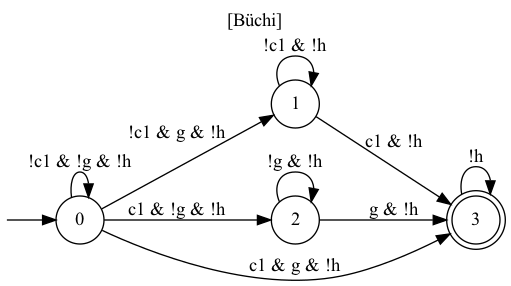 [Büchi]
!c1 & !h
1
!c1 & g & !h
c1 & !h
!c1 & !g & !h
!g & !h
!h
0
c1 & !g & !h
2
g & !h
3
c1 & g & !h